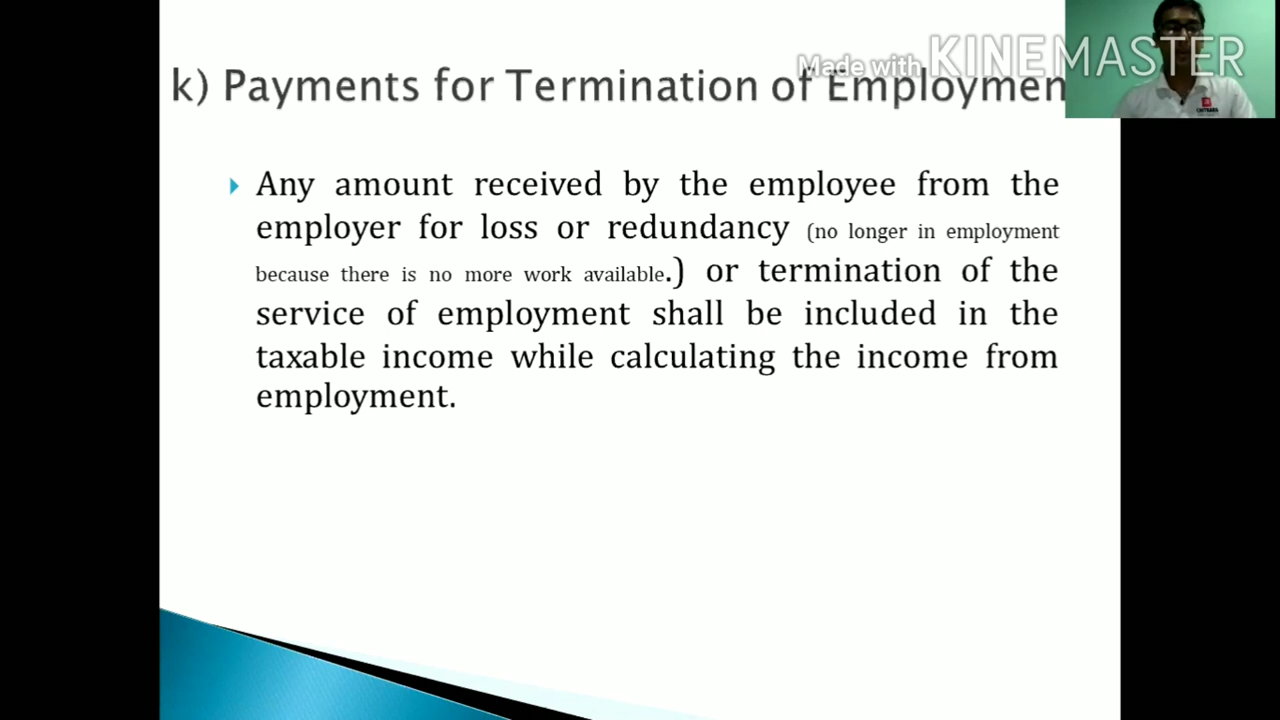 Made with KINEMASTER
k) Payments for Termination of Employmen
Any amount received by the employee from the
employer for loss or redundancy (no longer in employment
because there is no more work available.) or termination of the
service of employment shall be included in the
taxable income while calculating the income from
employment.